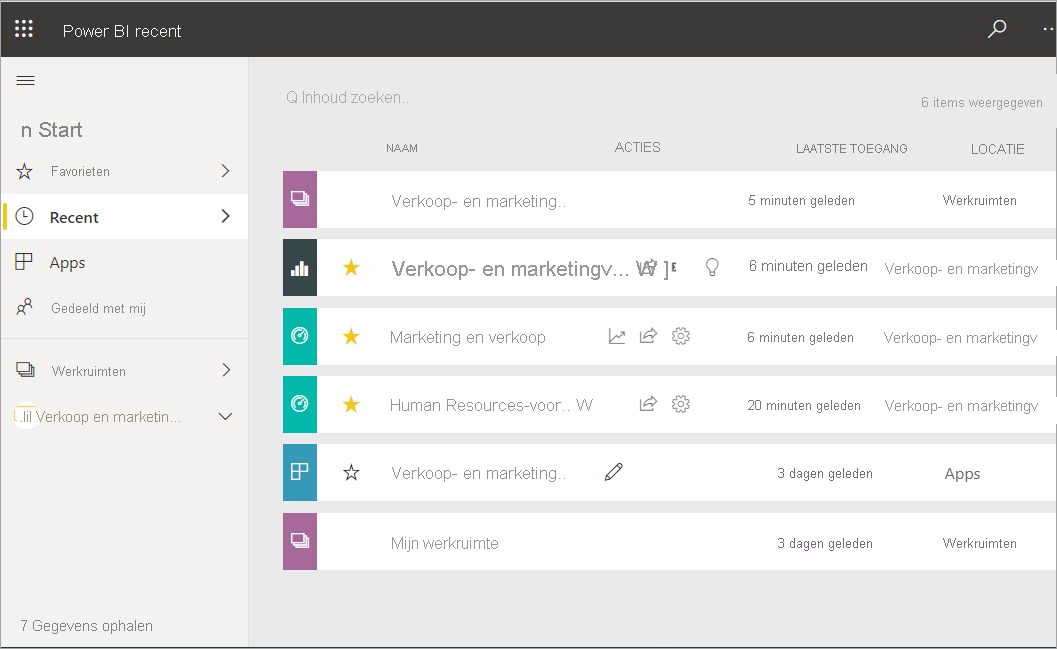 Power BI recent
n Start
Favorieten
Recent
Apps
Gedeeld met mij
Werkruimten
.lil Verkoop en marketin...
7 Gegevens ophalen
Q Inhoud zoeken..
6 items weergegeven
NAAM ACTIES LAATSTE TOEGANG LOCATIE
Verkoop- en marketing.. 5 minuten geleden Werkruimten
Verkoop- en marketingv... W ] E 6 minuten geleden Verkoop- en marketingv
Marketing en verkoop 6 minuten geleden Verkoop- en marketingv
Human Resources-voor.. W 20 minuten geleden Verkoop- en marketingv
Verkoop- en marketing.. 3 dagen geleden Apps
Mijn werkruimte 3 dagen geleden Werkruimten